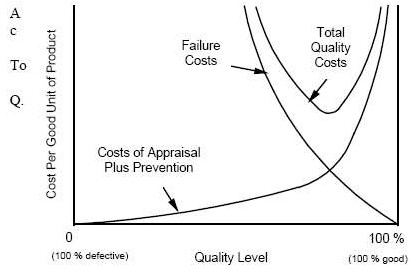 A
c
To
Q.
Cost Per Good Unit of Product
Failure
Costs
Total
Quality
Costs
Costs of Appraisal
Plus Prevention
0
100 %
(100 % defective)
Quality Level
(100 % good)